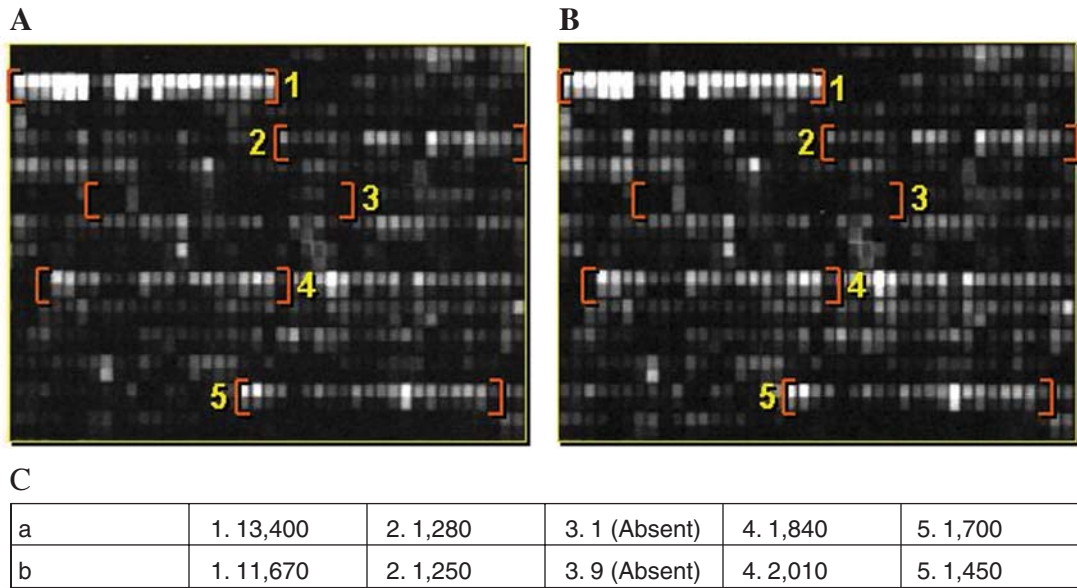 A B
1 1
2 2
3 3
4 4
5 5
C
a 1. 13,400 2. 1,280 3. 1 (Absent) 4. 1,840 5. 1,700
b 1. 11,670 2. 1,250 3. 9 (Absent) 4. 2,010 5. 1,450